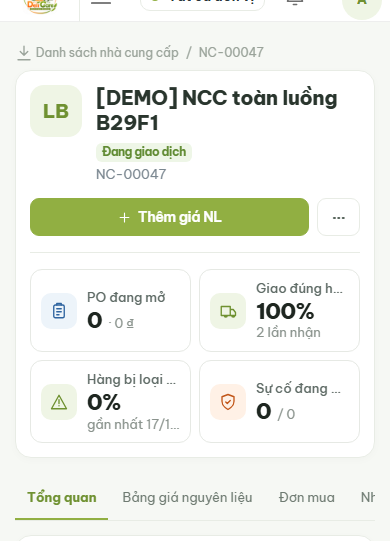 A
Danh sách nhà cung cấp / NC-00047
LB
[DEMO] NCC toàn luồng
B29F1
Đang giao dịch
NC-00047
+ Thêm giá NL
...
PO đang mở
0 · 0 ₫
Giao đúng h...
100%
2 lần nhận
Hàng bị loại ...
0%
gần nhất 17/1...
Sự cố đang ...
0 / 0
Tổng quan
Bảng giá nguyên liệu
Đơn mua